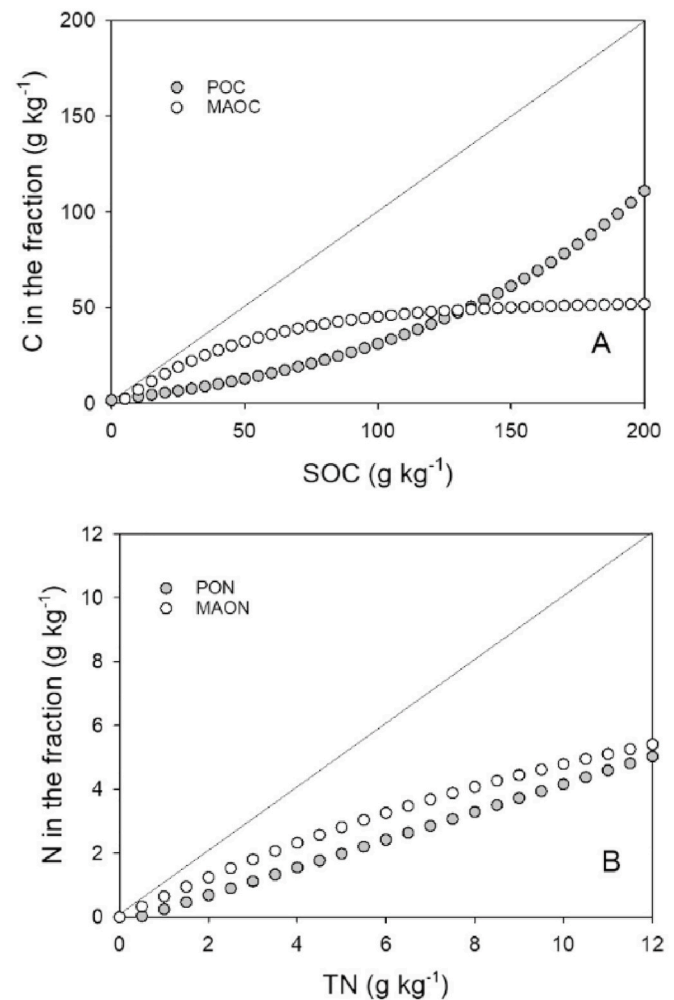 200
150
100
50
0
C in the fraction (g kg⁻¹)
POC
MAOC
A
0 50 100 150 200
SOC (g kg⁻¹)
12
10
8
6
4
2
0
N in the fraction (g kg⁻¹)
PON
MAON
B
0 2 4 6 8 10 12
TN (g kg⁻¹)